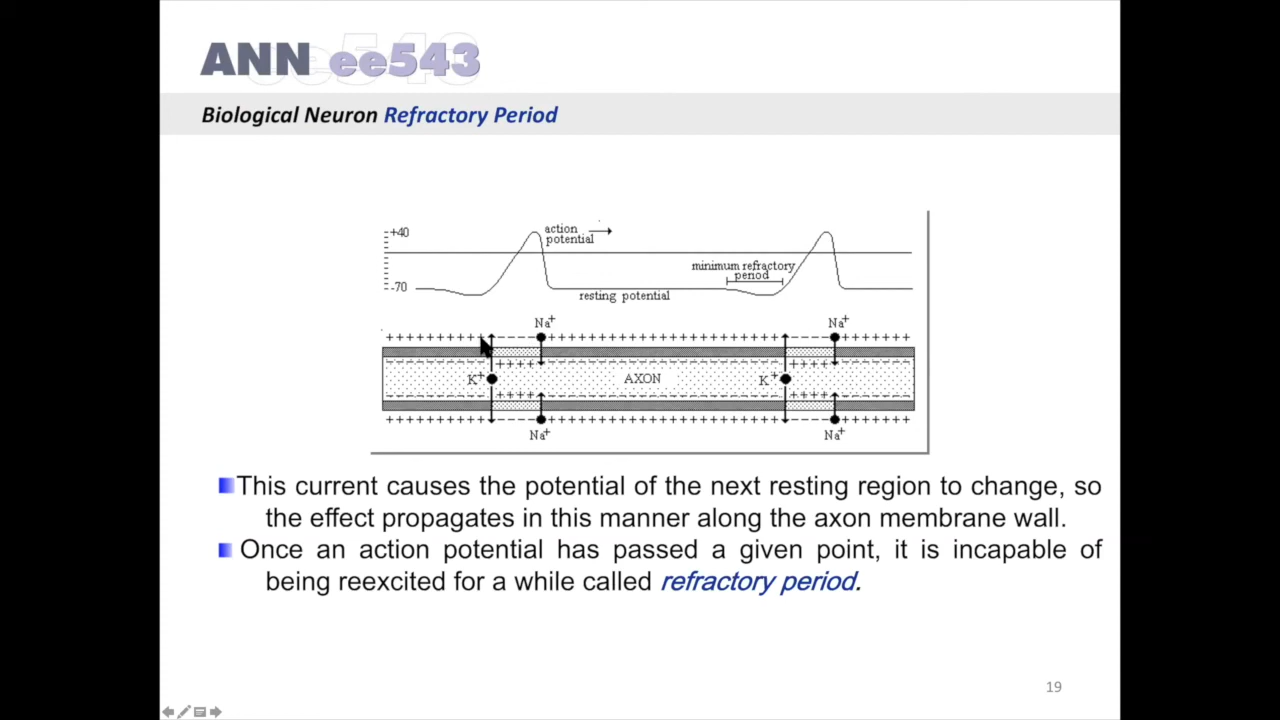 ANN ee543
Biological Neuron Refractory Period
+40
action
potential
minimum refractory
period
-70
resting potential
Na+ Na+
+++++++++++ ----- ++++++++++++++++++++++++ ----- ++++++++
K+ AXON K+
Na+ Na+
This current causes the potential of the next resting region to change, so
the effect propagates in this manner along the axon membrane wall.
Once an action potential has passed a given point, it is incapable of
being reexcited for a while called refractory period.
19